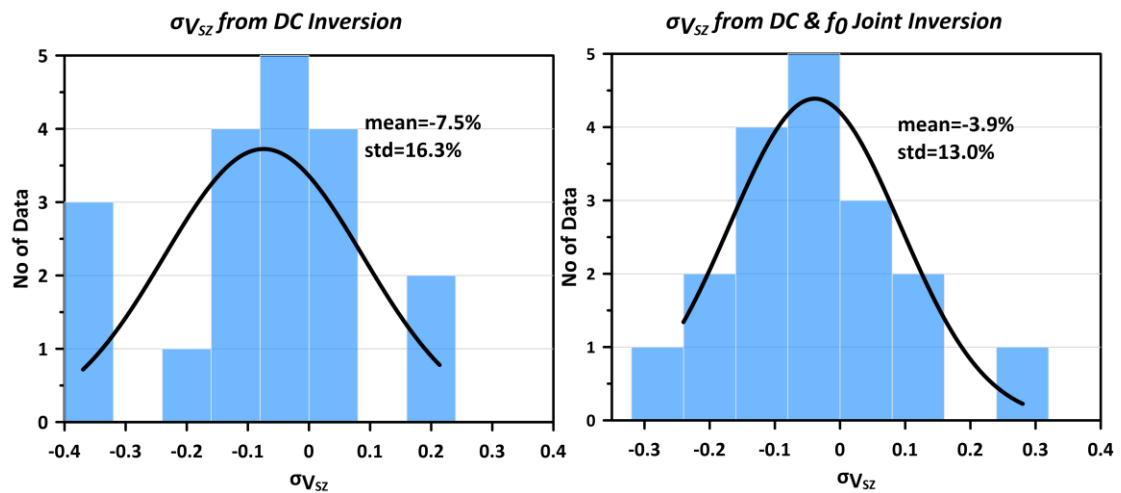 σVSZ from DC Inversion
5
4
3
2
1
0
No of Data
mean=-7.5%
std=16.3%
-0.4 -0.3 -0.2 -0.1 0 0.1 0.2 0.3 0.4
σVSZ
σVSZ from DC & f0 Joint Inversion
5
4
3
2
1
0
No of Data
mean=-3.9%
std=13.0%
-0.3 -0.2 -0.1 0 0.1 0.2 0.3 0.4
σVSZ